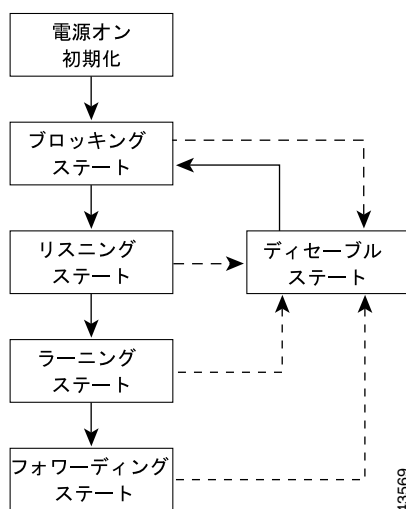 電源オン
初期化
ブロッキング
ステート
リスニング
ステート
ディセーブル
ステート
ラーニング
ステート
フォワーディング
ステート
43569